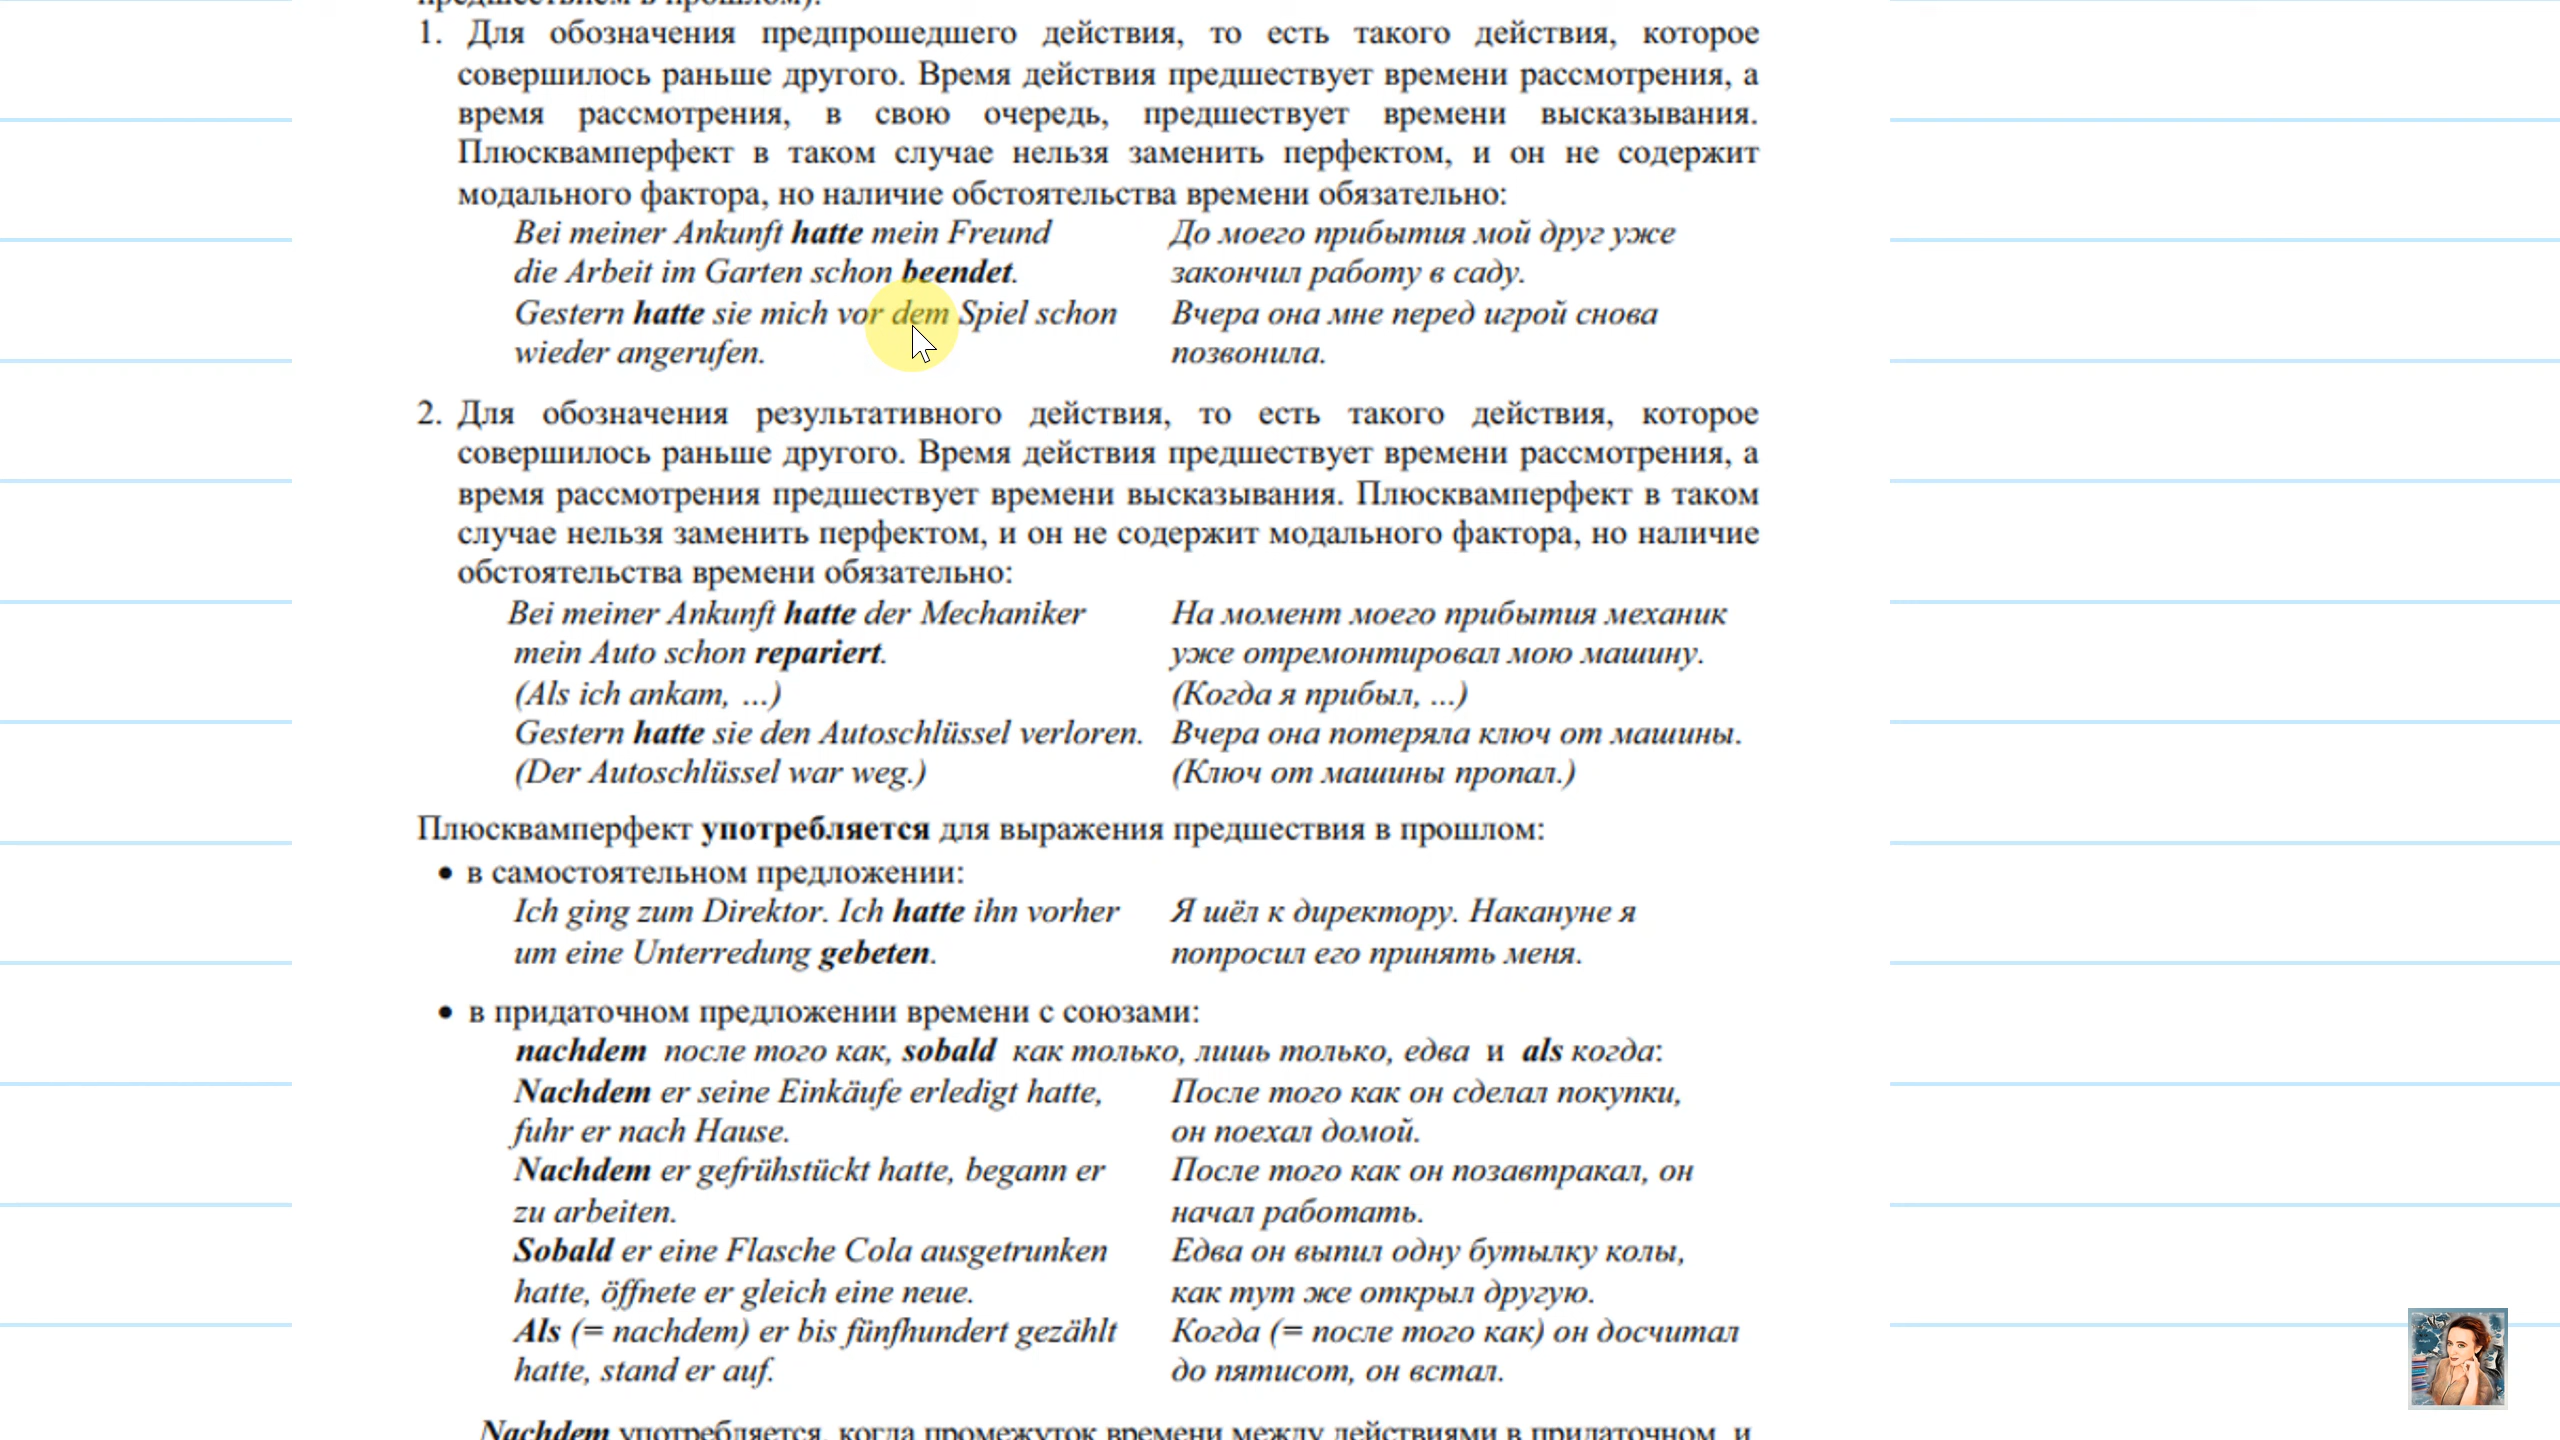 предшествием в прошлом).
1. Для обозначения предпрошедшего действия, то есть такого действия, которое
совершилось раньше другого. Время действия предшествует времени рассмотрения, а
время рассмотрения, в свою очередь, предшествует времени высказывания.
Плюсквамперфект в таком случае нельзя заменить перфектом, и он не содержит
модального фактора, но наличие обстоятельства времени обязательно:
Bei meiner Ankunft hatte mein Freund До моего прибытия мой друг уже
die Arbeit im Garten schon beendet. закончил работу в саду.
Gestern hatte sie mich vor dem Spiel schon Вчера она мне перед игрой снова
wieder angerufen. позвонила.
2. Для обозначения результативного действия, то есть такого действия, которое
совершилось раньше другого. Время действия предшествует времени рассмотрения, а
время рассмотрения предшествует времени высказывания. Плюсквамперфект в таком
случае нельзя заменить перфектом, и он не содержит модального фактора, но наличие
обстоятельства времени обязательно:
Bei meiner Ankunft hatte der Mechaniker На момент моего прибытия механик
mein Auto schon repariert. уже отремонтировал мою машину.
(Als ich ankam, ...) (Когда я прибыл, ...)
Gestern hatte sie den Autoschlüssel verloren. Вчера она потеряла ключ от машины.
(Der Autoschlüssel war weg.) (Ключ от машины пропал.)
Плюсквамперфект употребляется для выражения предшествия в прошлом:
• в самостоятельном предложении:
Ich ging zum Direktor. Ich hatte ihn vorher Я шёл к директору. Накануне я
um eine Unterredung gebeten. попросил его принять меня.
• в придаточном предложении времени с союзами:
nachdem после того как, sobald как только, лишь только, едва и als когда:
Nachdem er seine Einkäufe erledigt hatte, После того как он сделал покупки,
fuhr er nach Hause. он поехал домой.
Nachdem er gefrühstückt hatte, begann er После того как он позавтракал, он
zu arbeiten. начал работать.
Sobald er eine Flasche Cola ausgetrunken Едва он выпил одну бутылку колы,
hatte, öffnete er gleich eine neue. как тут же открыл другую.
Als (= nachdem) er bis fünfhundert gezählt Когда (= после того как) он досчитал
hatte, stand er auf. до пятисот, он встал.
Nachdem употребляется, когда промежуток времени между действиями в придаточном и